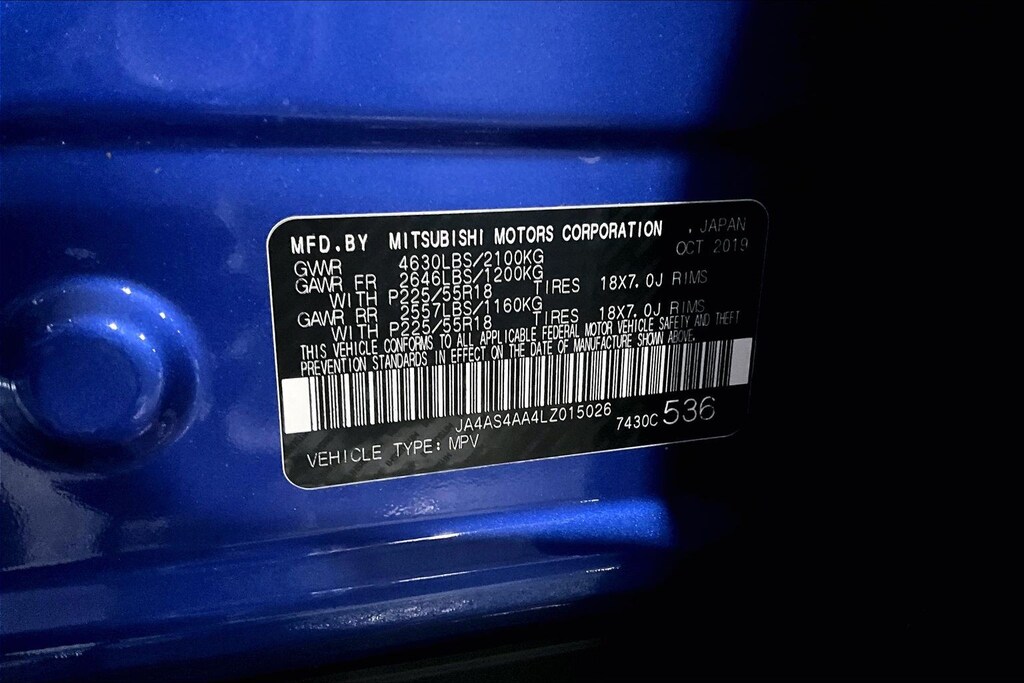 MFD.BY MITSUBISHI MOTORS CORPORATION , JAPAN
GVWR 4630LBS/2100KG OCT 2019
GAWR FR 2646LBS/1200KG
WITH P225/55R18 TIRES 18X7.0J RIMS
GAWR RR 2557LBS/1160KG
WITH P225/55R18 TIRES 18X7.0J RIMS
THIS VEHICLE CONFORMS TO ALL APPLICABLE FEDERAL MOTOR VEHICLE SAFETY AND THEFT
PREVENTION STANDARDS IN EFFECT ON THE DATE OF MANUFACTURE SHOWN ABOVE.
JA4AS4AA4LZ015026 7430C 536
VEHICLE TYPE: MPV